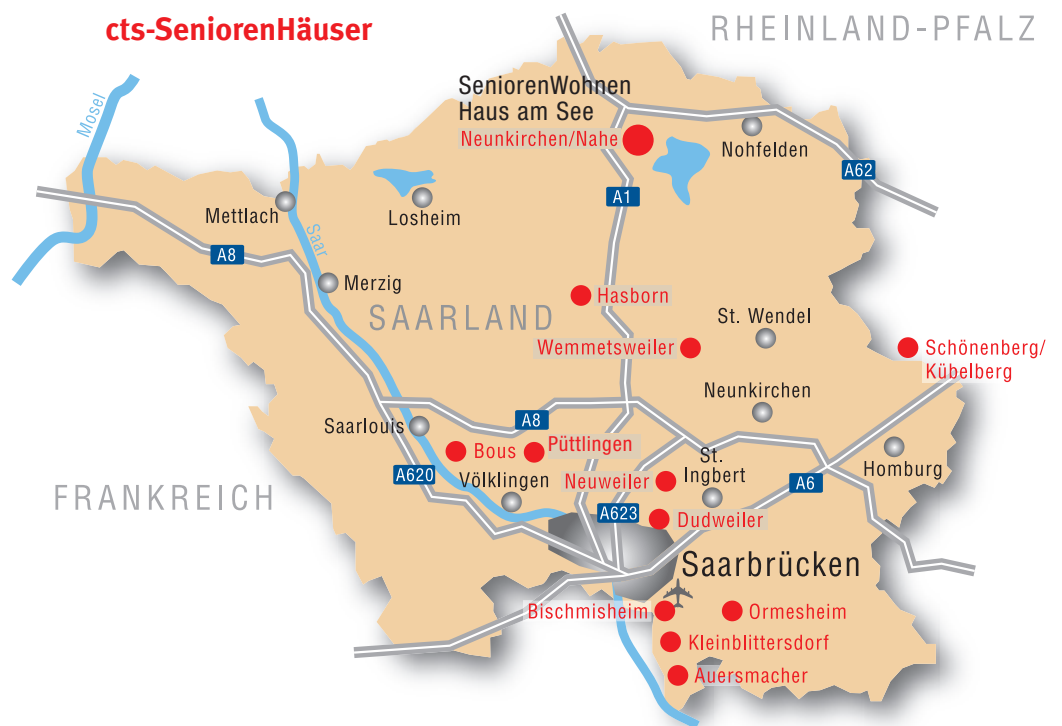 cts-SeniorenHäuser
RHEINLAND-PFALZ
SeniorenWohnen
Haus am See
Neunkirchen/Nahe
Mosel
Nohfelden
A62
A1
Mettlach
Losheim
Saar
A8
Merzig
Hasborn
SAARLAND
St. Wendel
Wemmetsweiler
Schönenberg/
Kübelberg
Neunkirchen
A8
Saarlouis
Bous
Püttlingen
St.
Ingbert
Homburg
A620
Völklingen
Neuweiler
A6
FRANKREICH
A623
Dudweiler
Saarbrücken
Bischmisheim
Ormesheim
Kleinblittersdorf
Auersmacher